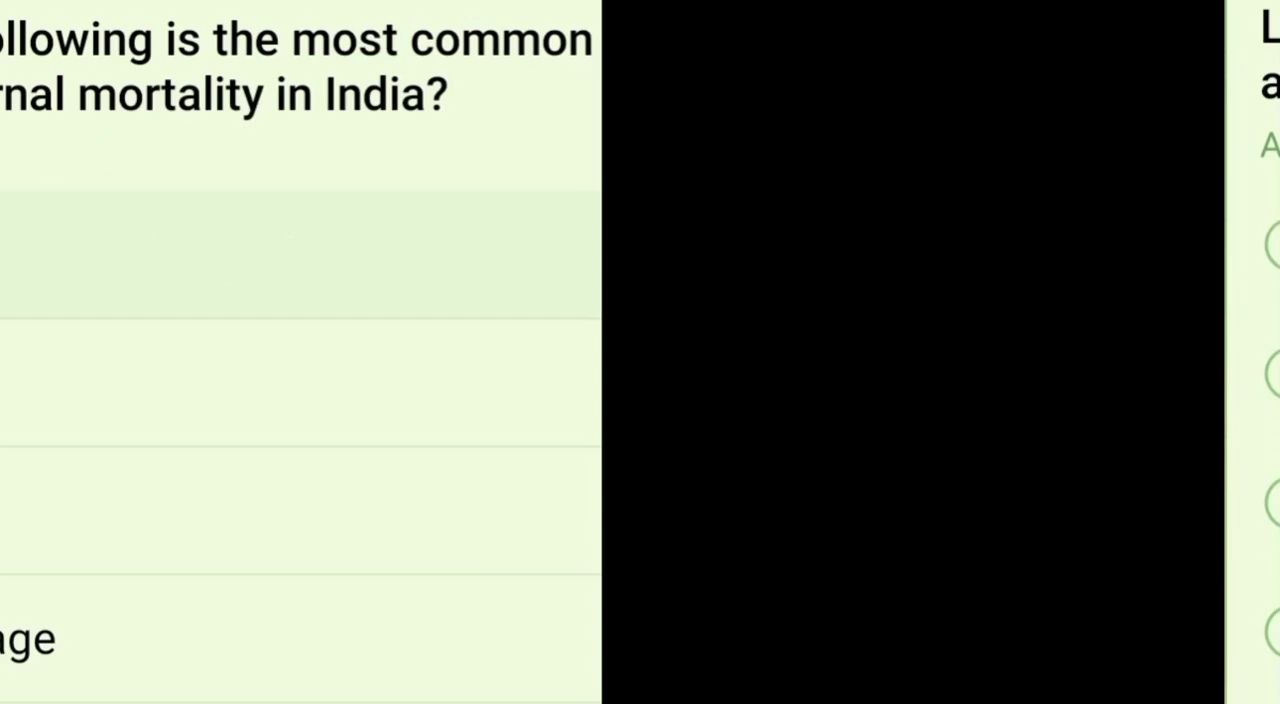 ollowing is the most common
rnal mortality in India?
age
L
a
A